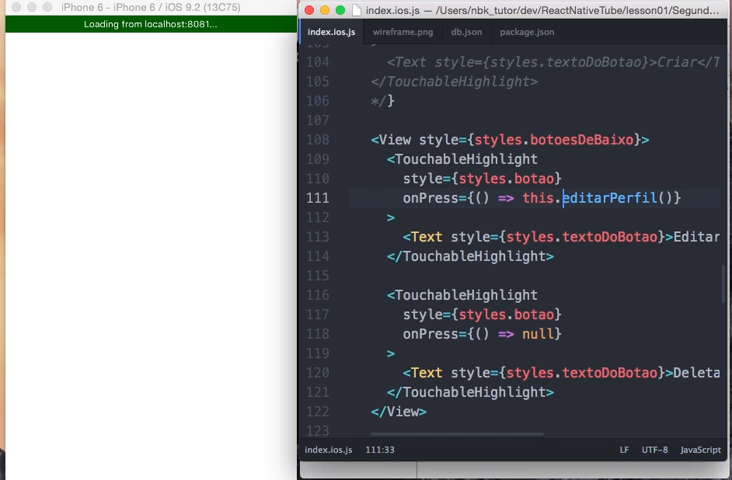 iPhone 6 - iPhone 6 / iOS 9.2 (13C75)
Loading from localhost:8081...
index.ios.js — /Users/nbk_tutor/dev/ReactNativeTube/lesson01/Segund...
index.ios.js wireframe.png db.json package.json
103 >
104 <Text style={styles.textoDoBotao}>Criar</T
105 </TouchableHighlight>
106 */}
107
108 <View style={styles.botoesDeBaixo}>
109 <TouchableHighlight
110 style={styles.botao}
111 onPress={() => this.editarPerfil()}
112 >
113 <Text style={styles.textoDoBotao}>Editar
114 </TouchableHighlight>
115
116 <TouchableHighlight
117 style={styles.botao}
118 onPress={() => null}
119 >
120 <Text style={styles.textoDoBotao}>Deleta
121 </TouchableHighlight>
122 </View>
123
index.ios.js 111:33 LF UTF-8 JavaScript